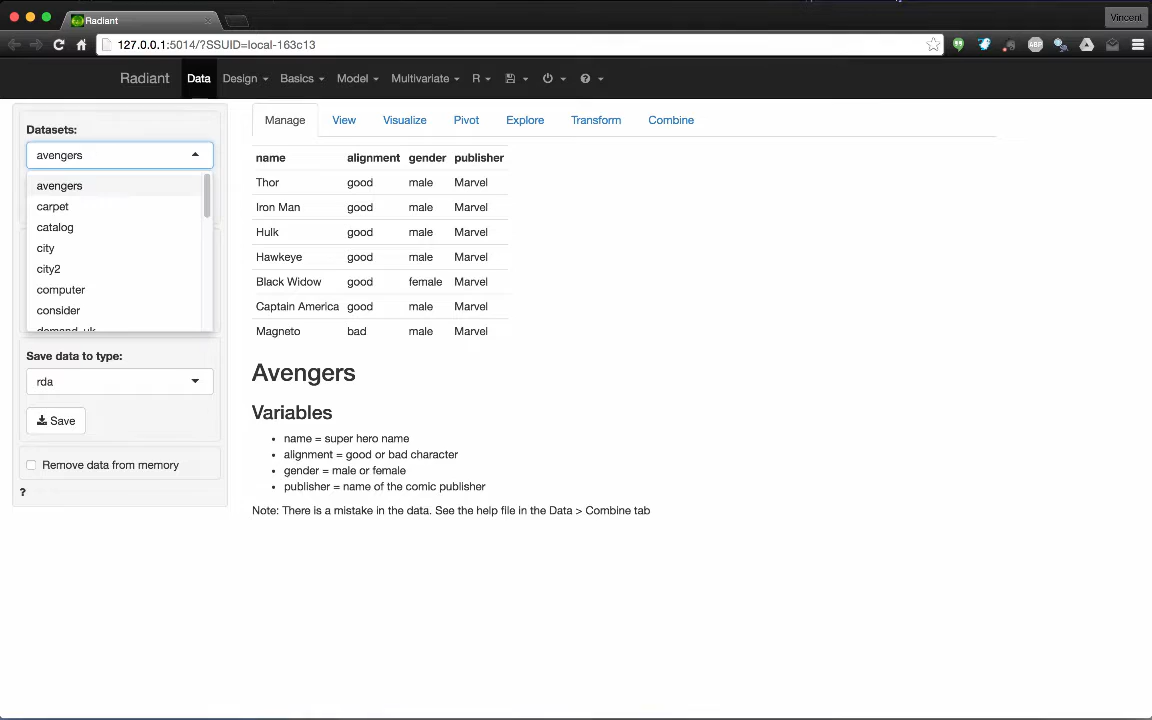 Radiant
Vincent
127.0.0.1:5014/?SSUID=local-163c13
ABP
Radiant Data Design Basics Model Multivariate R
Manage View Visualize Pivot Explore Transform Combine
Datasets:
avengers
avengers
carpet
catalog
city
city2
computer
consider
demand_uk
Save data to type:
rda
Save
Remove data from memory
?
name alignment gender publisher
Thor good male Marvel
Iron Man good male Marvel
Hulk good male Marvel
Hawkeye good male Marvel
Black Widow good female Marvel
Captain America good male Marvel
Magneto bad male Marvel
Avengers
Variables
• name = super hero name
• alignment = good or bad character
• gender = male or female
• publisher = name of the comic publisher
Note: There is a mistake in the data. See the help file in the Data > Combine tab